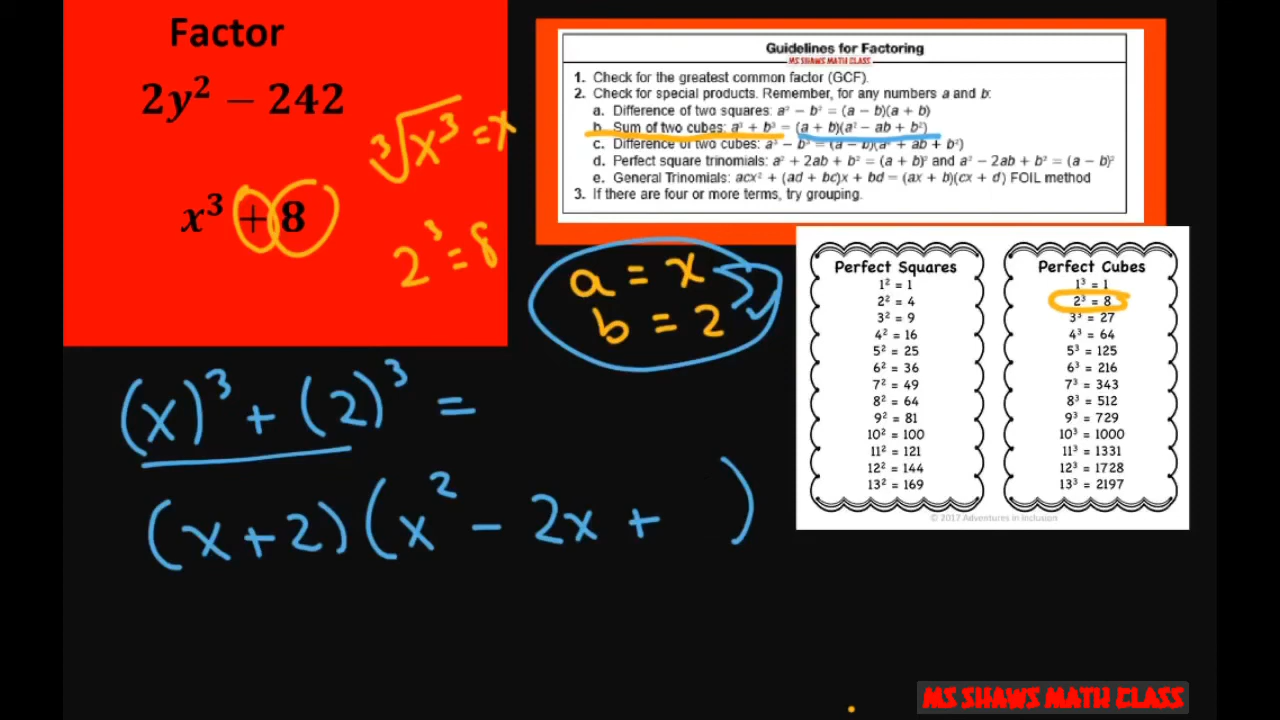 Factor
2y² − 242
∛x³ = x
x³ + 8
2³ = 8
Guidelines for Factoring
MS SHAWS MATH CLASS
1. Check for the greatest common factor (GCF).
2. Check for special products. Remember, for any numbers a and b:
a. Difference of two squares: a² − b² = (a − b)(a + b)
b. Sum of two cubes: a³ + b³ = (a + b)(a² − ab + b²)
c. Difference of two cubes: a³ − b³ = (a − b)(a² + ab + b²)
d. Perfect square trinomials: a² + 2ab + b² = (a + b)² and a² − 2ab + b² = (a − b)²
e. General Trinomials: acx² + (ad + bc)x + bd = (ax + b)(cx + d) FOIL method
3. If there are four or more terms, try grouping.
a = x
b = 2
Perfect Squares
1² = 1
2² = 4
3² = 9
4² = 16
5² = 25
6² = 36
7² = 49
8² = 64
9² = 81
10² = 100
11² = 121
12² = 144
13² = 169
Perfect Cubes
1³ = 1
2³ = 8
3³ = 27
4³ = 64
5³ = 125
6³ = 216
7³ = 343
8³ = 512
9³ = 729
10³ = 1000
11³ = 1331
12³ = 1728
13³ = 2197
© 2017 Adventures in Inclusion
(x)³ + (2)³ =
(x+2)(x² − 2x + )
MS SHAWS MATH CLASS